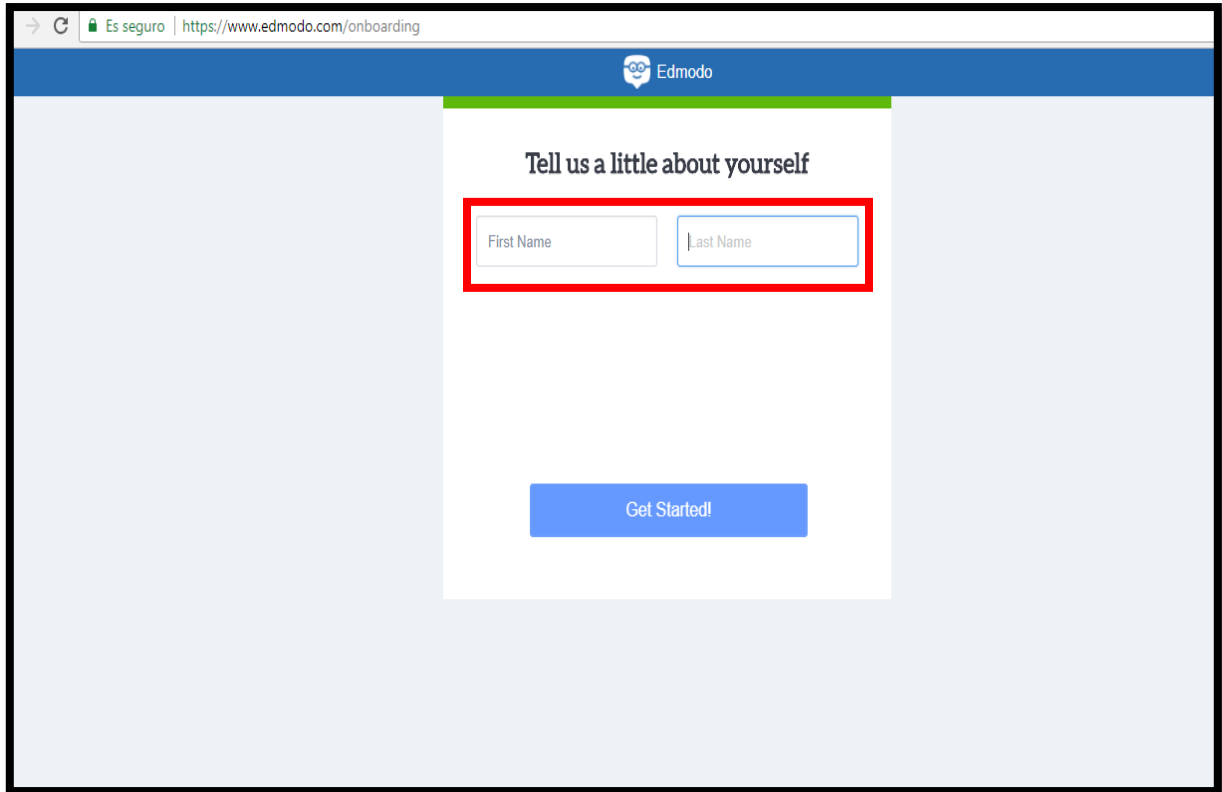 Es seguro | https://www.edmodo.com/onboarding
Edmodo
Tell us a little about yourself
First Name Last Name
Get Started!